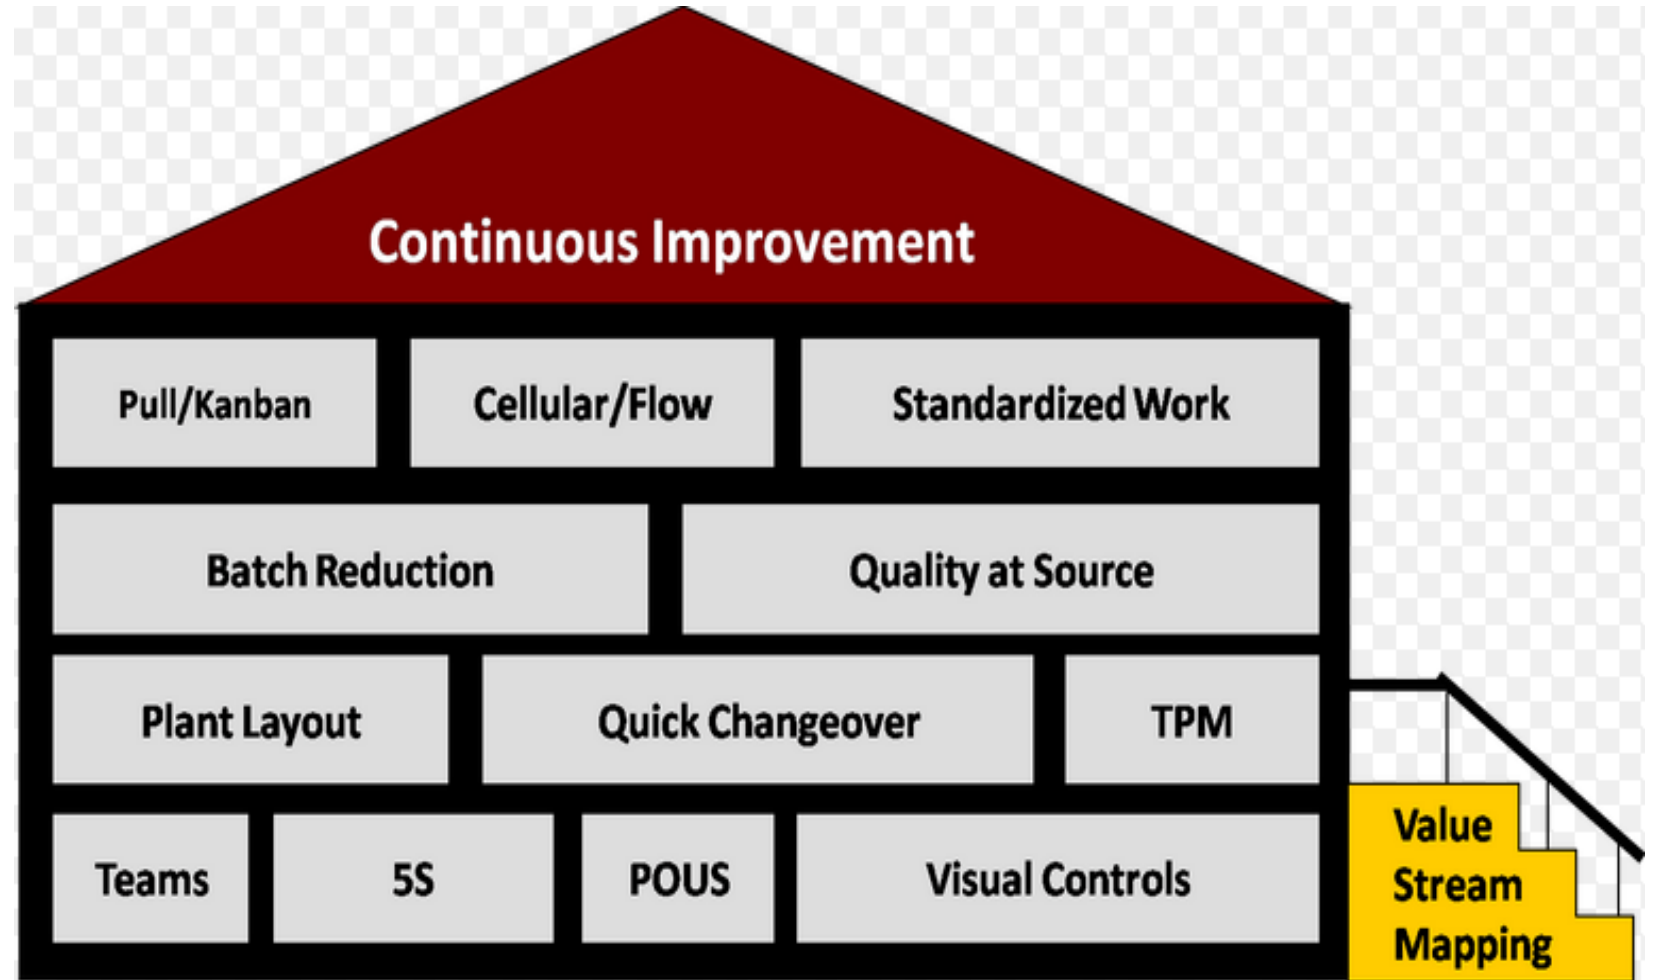 Continuous Improvement
Pull/Kanban
Cellular/Flow
Standardized Work
Batch Reduction
Quality at Source
Plant Layout
Quick Changeover
TPM
Teams
5S
POUS
Visual Controls
Value
Stream
Mapping